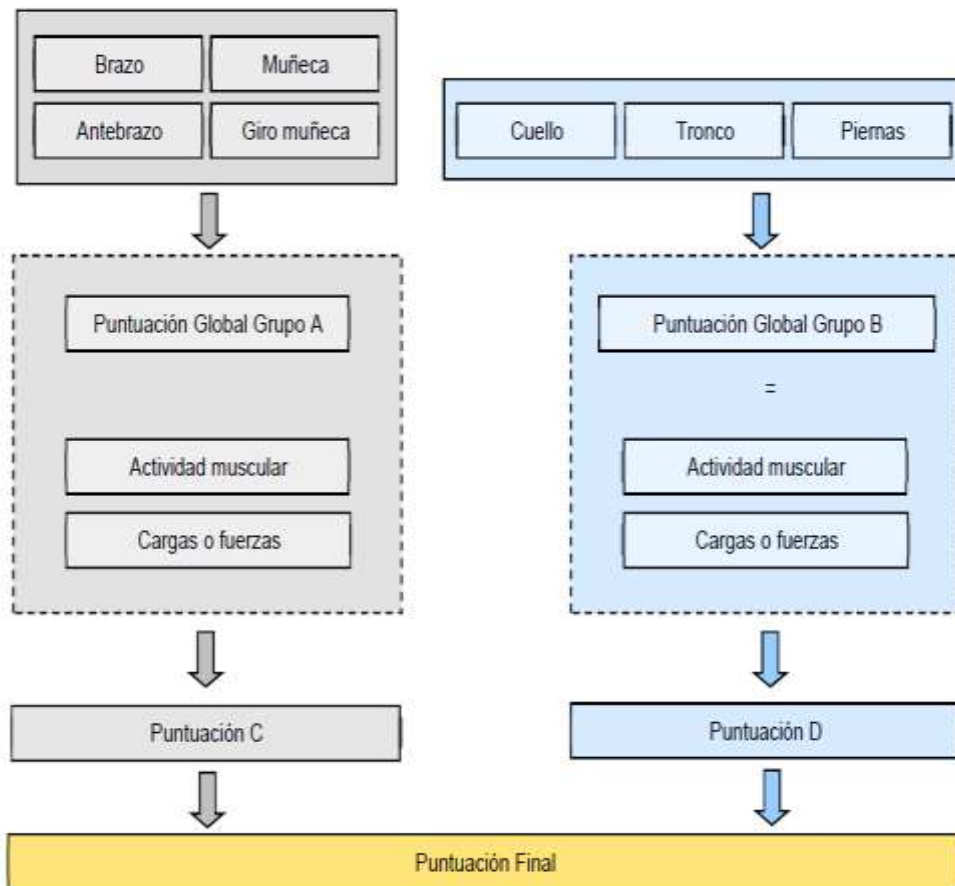 Brazo
Muñeca
Antebrazo
Giro muñeca
Cuello
Tronco
Piernas
Puntuación Global Grupo A
Actividad muscular
Cargas o fuerzas
Puntuación Global Grupo B
=
Actividad muscular
Cargas o fuerzas
Puntuación C
Puntuación D
Puntuación Final